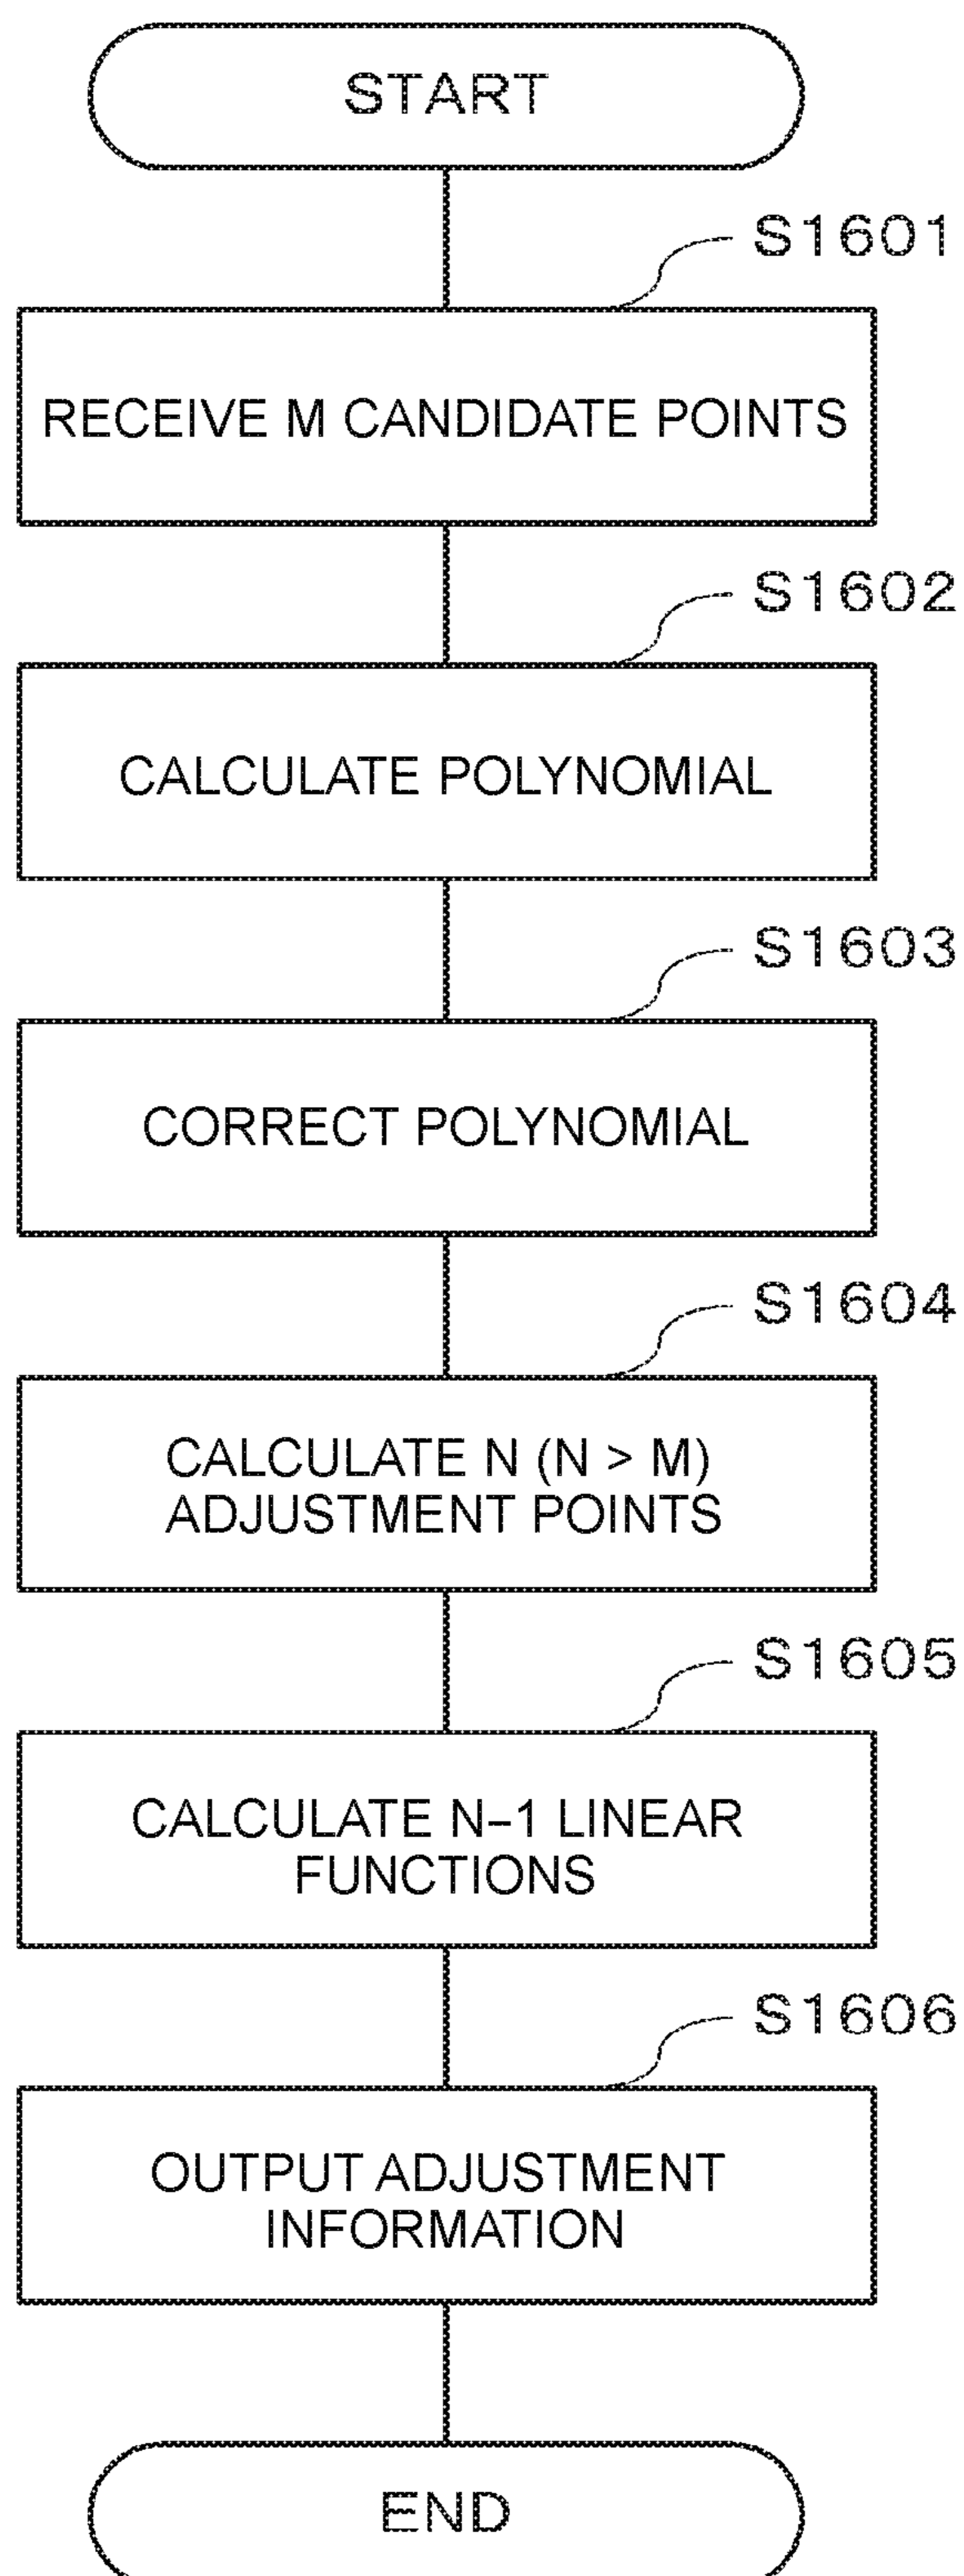 START
S1601
RECEIVE M CANDIDATE POINTS
S1602
CALCULATE POLYNOMIAL
S1603
CORRECT POLYNOMIAL
S1604
CALCULATE N (N > M)
ADJUSTMENT POINTS
S1605
CALCULATE N–1 LINEAR
FUNCTIONS
S1606
OUTPUT ADJUSTMENT
INFORMATION
END